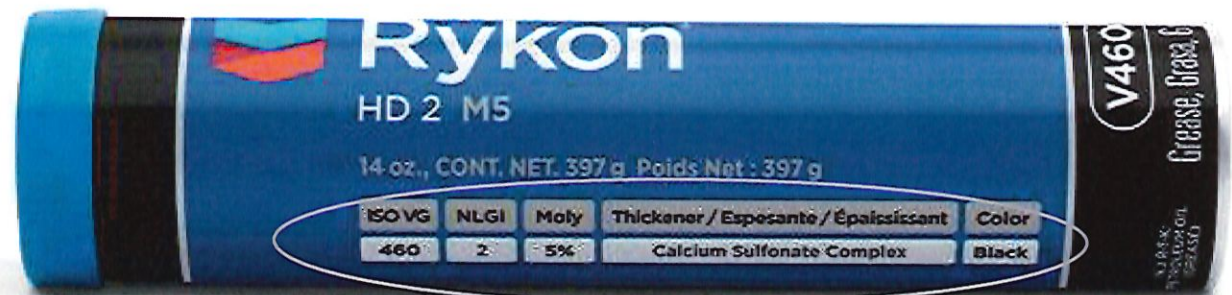 Rykon
HD 2 M5
14 oz., CONT. NET. 397 g Poids Net : 397 g
ISO VG NLGI Moly Thickener / Espesante / Épaississant Color
460 2 5% Calcium Sulfonate Complex Black
V460
Grease, Grasa, G